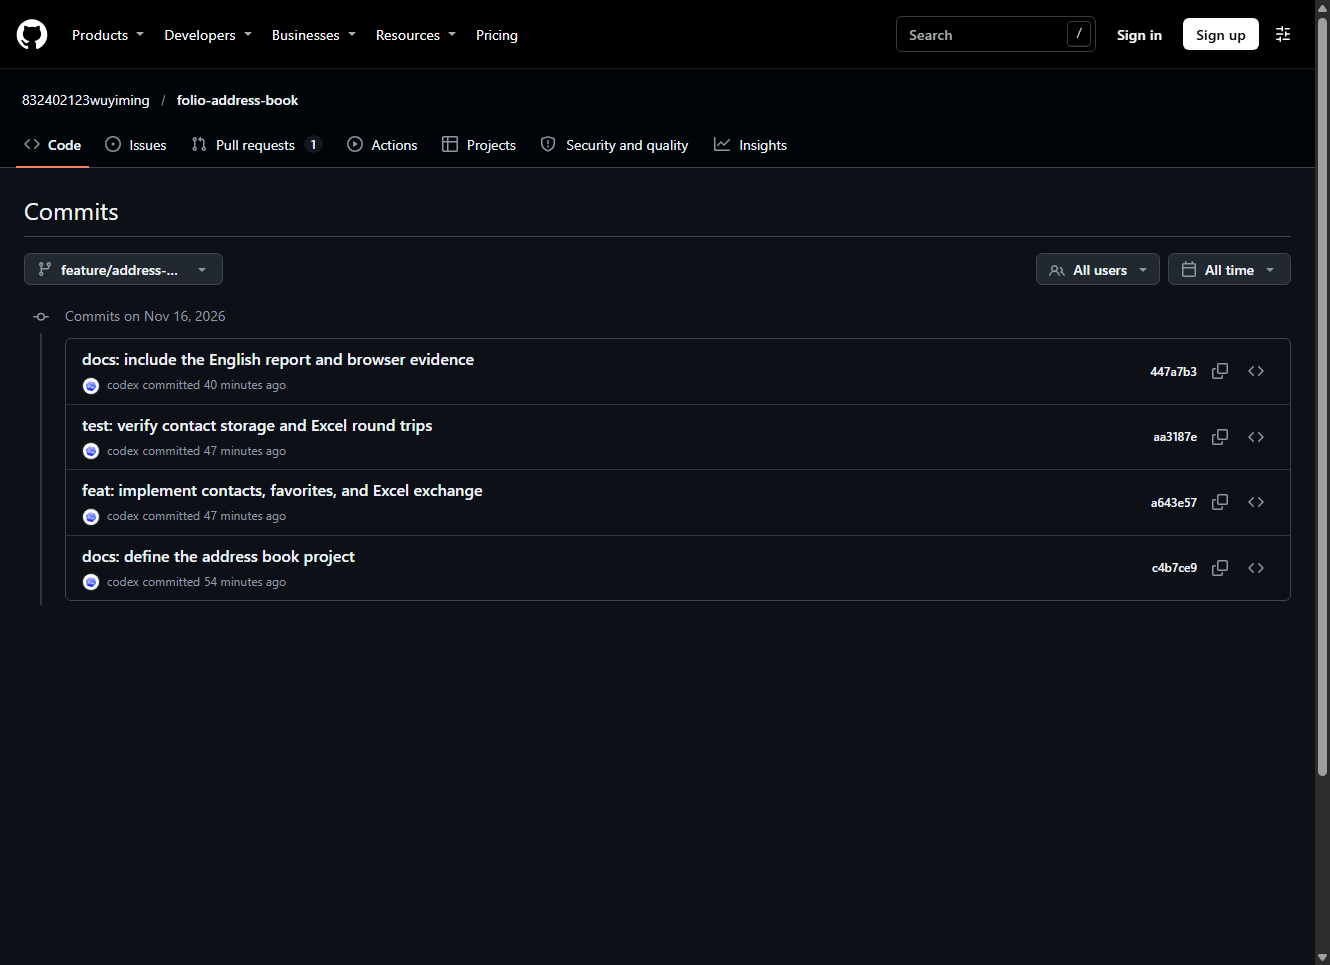 Products Developers Businesses Resources Pricing Search / Sign in Sign up
832402123wuyiming / folio-address-book
Code Issues Pull requests 1 Actions Projects Security and quality Insights
Commits
feature/address-... All users All time
Commits on Nov 16, 2026
docs: include the English report and browser evidence
codex committed 40 minutes ago
447a7b3
test: verify contact storage and Excel round trips
codex committed 47 minutes ago
aa3187e
feat: implement contacts, favorites, and Excel exchange
codex committed 47 minutes ago
a643e57
docs: define the address book project
codex committed 54 minutes ago
c4b7ce9